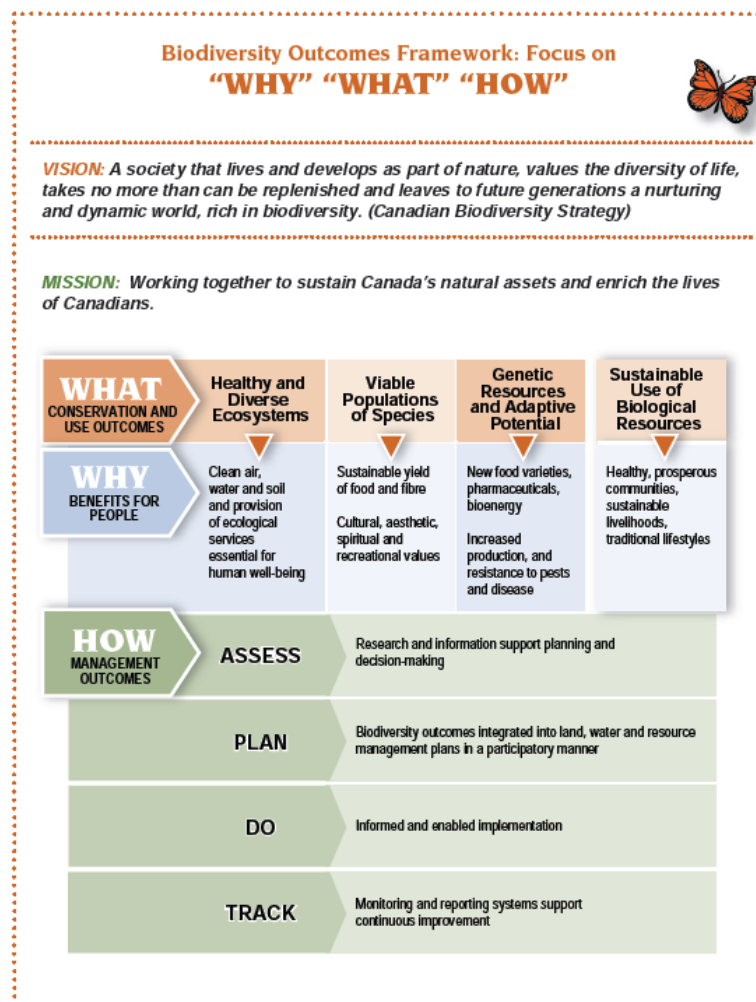 Biodiversity Outcomes Framework: Focus on
“WHY” “WHAT” “HOW”
VISION: A society that lives and develops as part of nature, values the diversity of life,
takes no more than can be replenished and leaves to future generations a nurturing
and dynamic world, rich in biodiversity. (Canadian Biodiversity Strategy)
MISSION: Working together to sustain Canada’s natural assets and enrich the lives
of Canadians.
WHAT
CONSERVATION AND
USE OUTCOMES
Healthy and
Diverse
Ecosystems
Viable
Populations
of Species
Genetic
Resources
and Adaptive
Potential
Sustainable
Use of
Biological
Resources
WHY
BENEFITS FOR
PEOPLE
Clean air,
water and soil
and provision
of ecological
services
essential for
human well-being
Sustainable yield
of food and fibre
Cultural, aesthetic,
spiritual and
recreational values
New food varieties,
pharmaceuticals,
bioenergy
Increased
production, and
resistance to pests
and disease
Healthy, prosperous
communities,
sustainable
livelihoods,
traditional lifestyles
HOW
MANAGEMENT
OUTCOMES
ASSESS
Research and information support planning and
decision-making
PLAN
Biodiversity outcomes integrated into land, water and resource
management plans in a participatory manner
DO
Informed and enabled implementation
TRACK
Monitoring and reporting systems support
continuous improvement